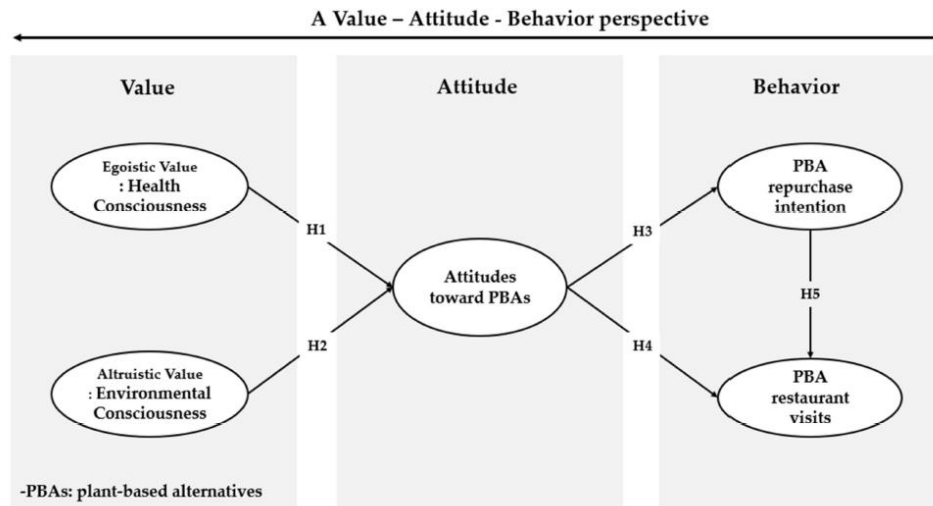 A Value – Attitude - Behavior perspective
Value
Attitude
Behavior
Egoistic Value
: Health
Consciousness
H1
Altruistic Value
: Environmental
Consciousness
H2
Attitudes
toward PBAs
H3
H4
PBA
repurchase
intention
H5
PBA
restaurant
visits
-PBAs: plant-based alternatives